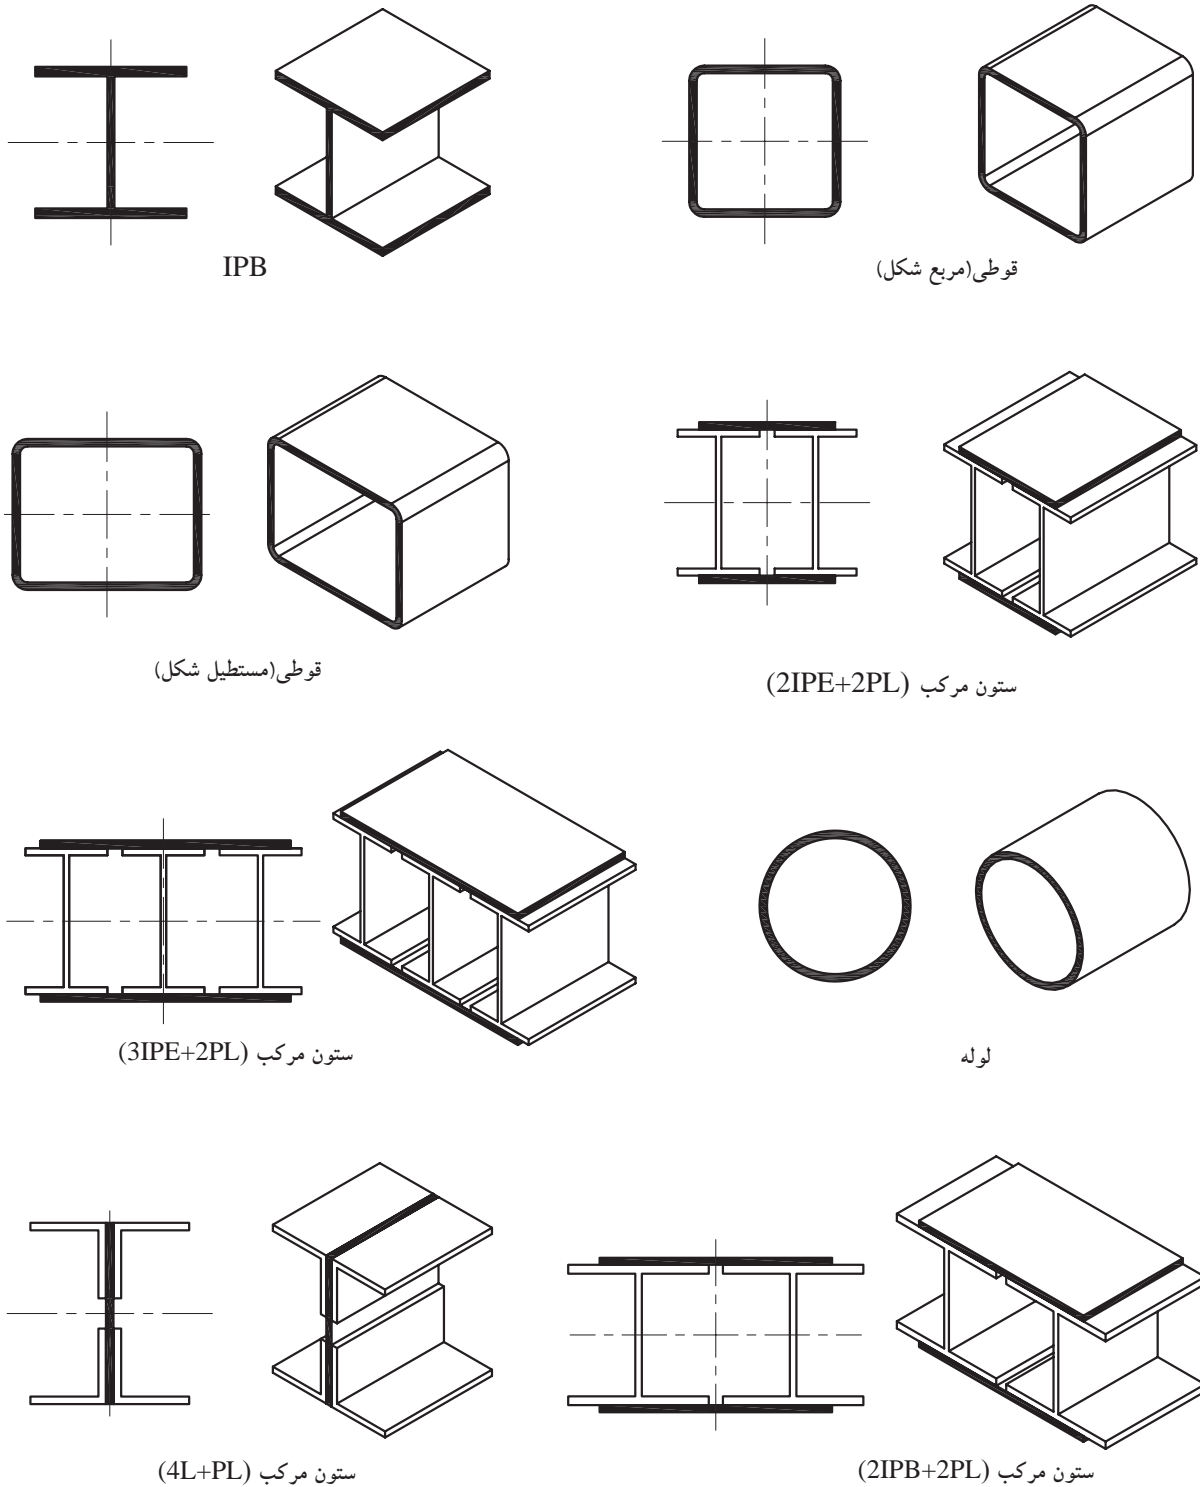 IPB
قوطی(مربع شکل)
قوطی(مستطیل شکل)
ستون مرکب (2IPE+2PL)
ستون مرکب (3IPE+2PL)
لوله
ستون مرکب (4L+PL)
ستون مرکب (2IPB+2PL)